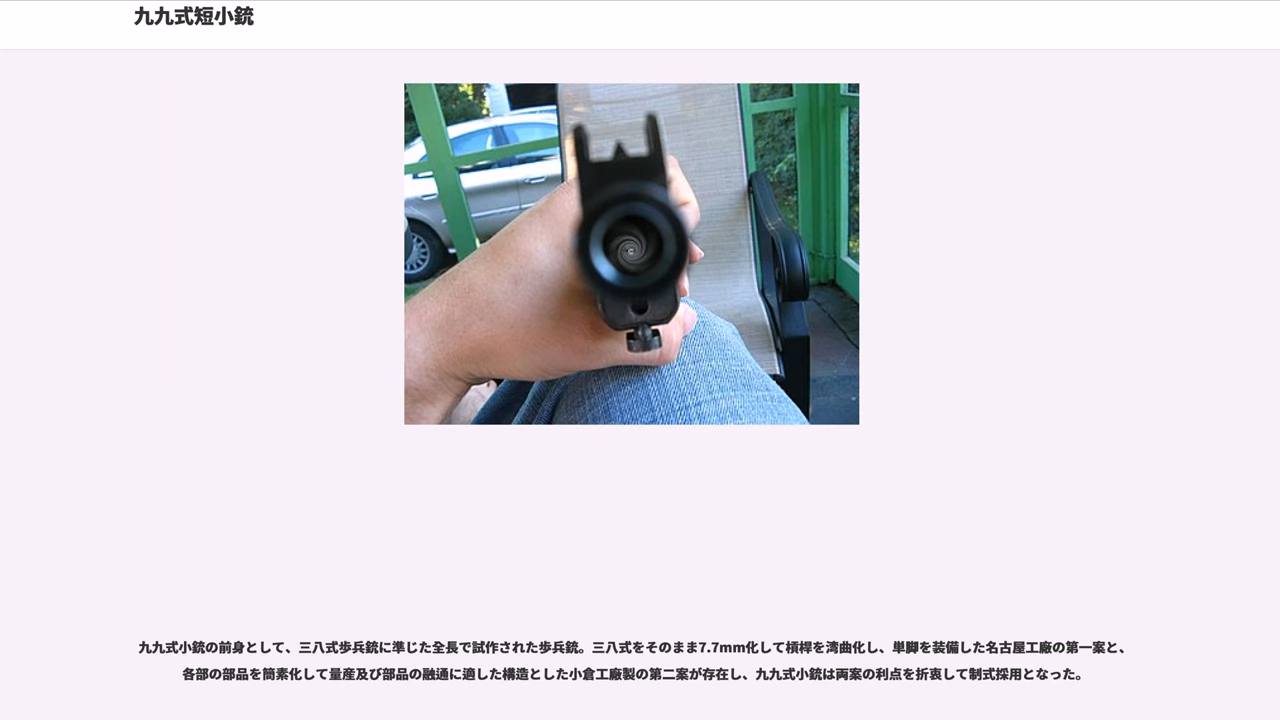 九九式短小銃
九九式小銃の前身として、三八式歩兵銃に準じた全長で試作された歩兵銃。三八式をそのまま7.7mm化して槓桿を湾曲化し、単脚を装備した名古屋工廠の第一案と、
各部の部品を簡素化して量産及び部品の融通に適した構造とした小倉工廠製の第二案が存在し、九九式小銃は両案の利点を折衷して制式採用となった。